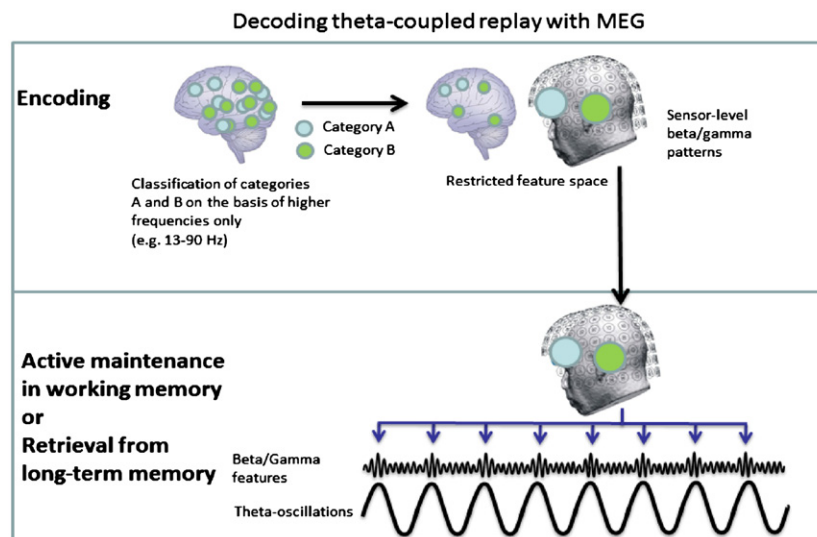 Decoding theta-coupled replay with MEG
Encoding
Category A
Category B
Classification of categories
A and B on the basis of higher
frequencies only
(e.g. 13-90 Hz)
Restricted feature space
Sensor-level
beta/gamma
patterns
Active maintenance
in working memory
or
Retrieval from
long-term memory
Beta/Gamma
features
Theta-oscillations